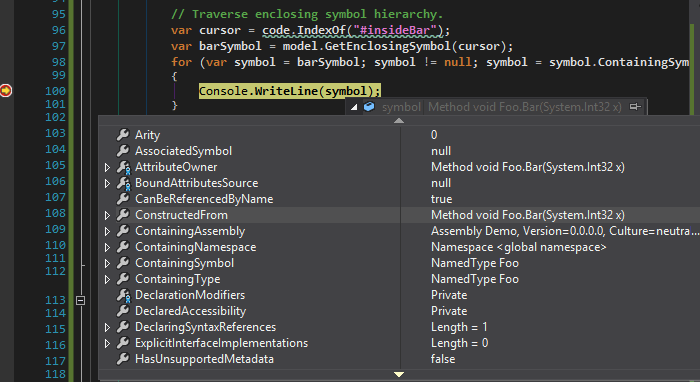 95 // Traverse enclosing symbol hierarchy.
96 var cursor = code.IndexOf("#insideBar");
97 var barSymbol = model.GetEnclosingSymbol(cursor);
98 for (var symbol = barSymbol; symbol != null; symbol = symbol.ContainingSym
99 {
100 Console.WriteLine(symbol);
101 } symbol Method void Foo.Bar(System.Int32 x)
102
103 Arity 0
104 AssociatedSymbol null
105 AttributeOwner Method void Foo.Bar(System.Int32 x)
106 BoundAttributesSource null
107 CanBeReferencedByName true
108 ConstructedFrom Method void Foo.Bar(System.Int32 x)
109 ContainingAssembly Assembly Demo, Version=0.0.0.0, Culture=neutra...
110 ContainingNamespace Namespace <global namespace>
111 ContainingSymbol NamedType Foo
112 ContainingType NamedType Foo
113 DeclarationModifiers Private
114 DeclaredAccessibility Private
115 DeclaringSyntaxReferences Length = 1
116 ExplicitInterfaceImplementations Length = 0
117 HasUnsupportedMetadata false
118